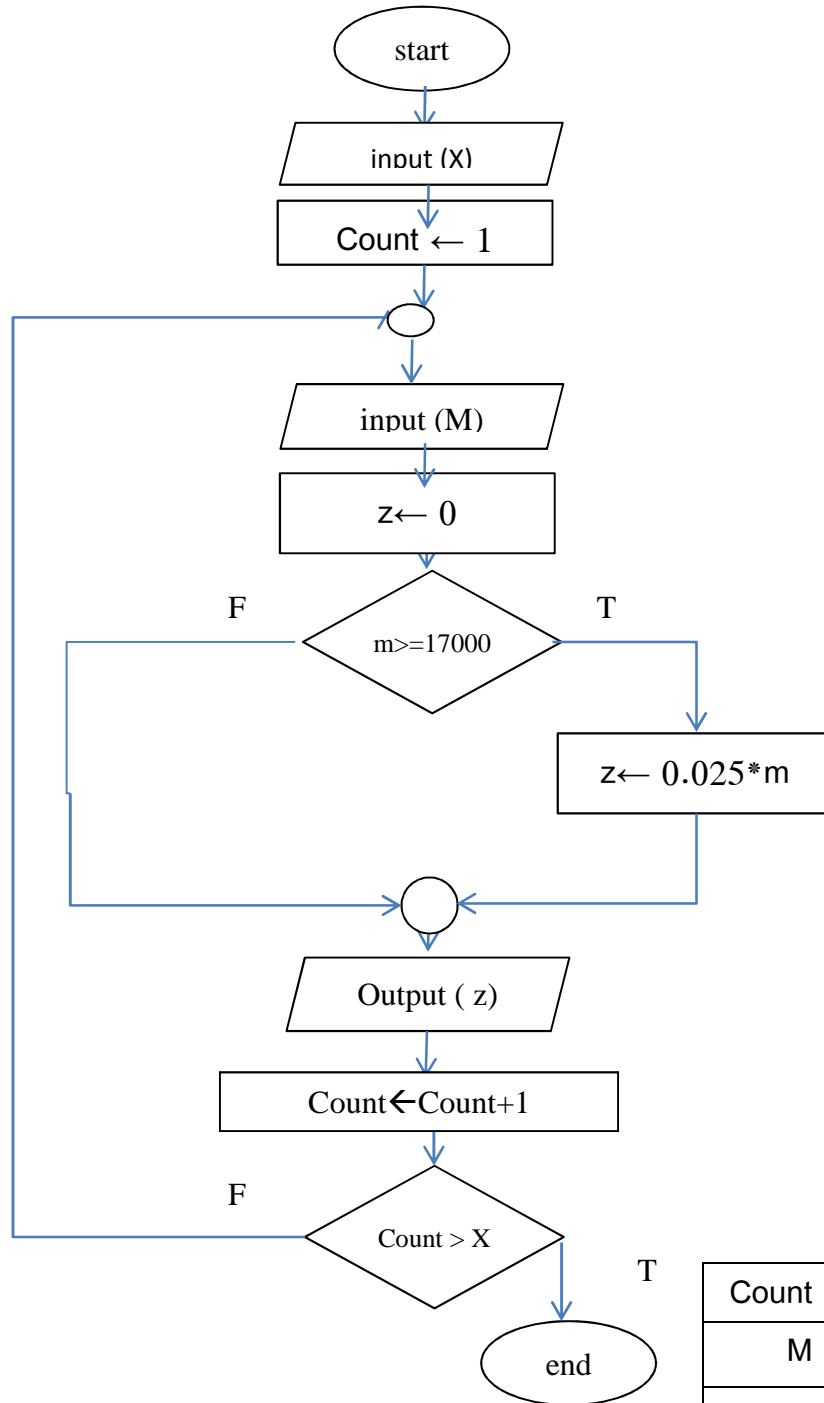 start
input (X)
Count ← 1
input (M)
z← 0
F
T
m>=17000
z← 0.025*m
Output ( z)
Count←Count+1
F
Count > X
T
Count
M
end